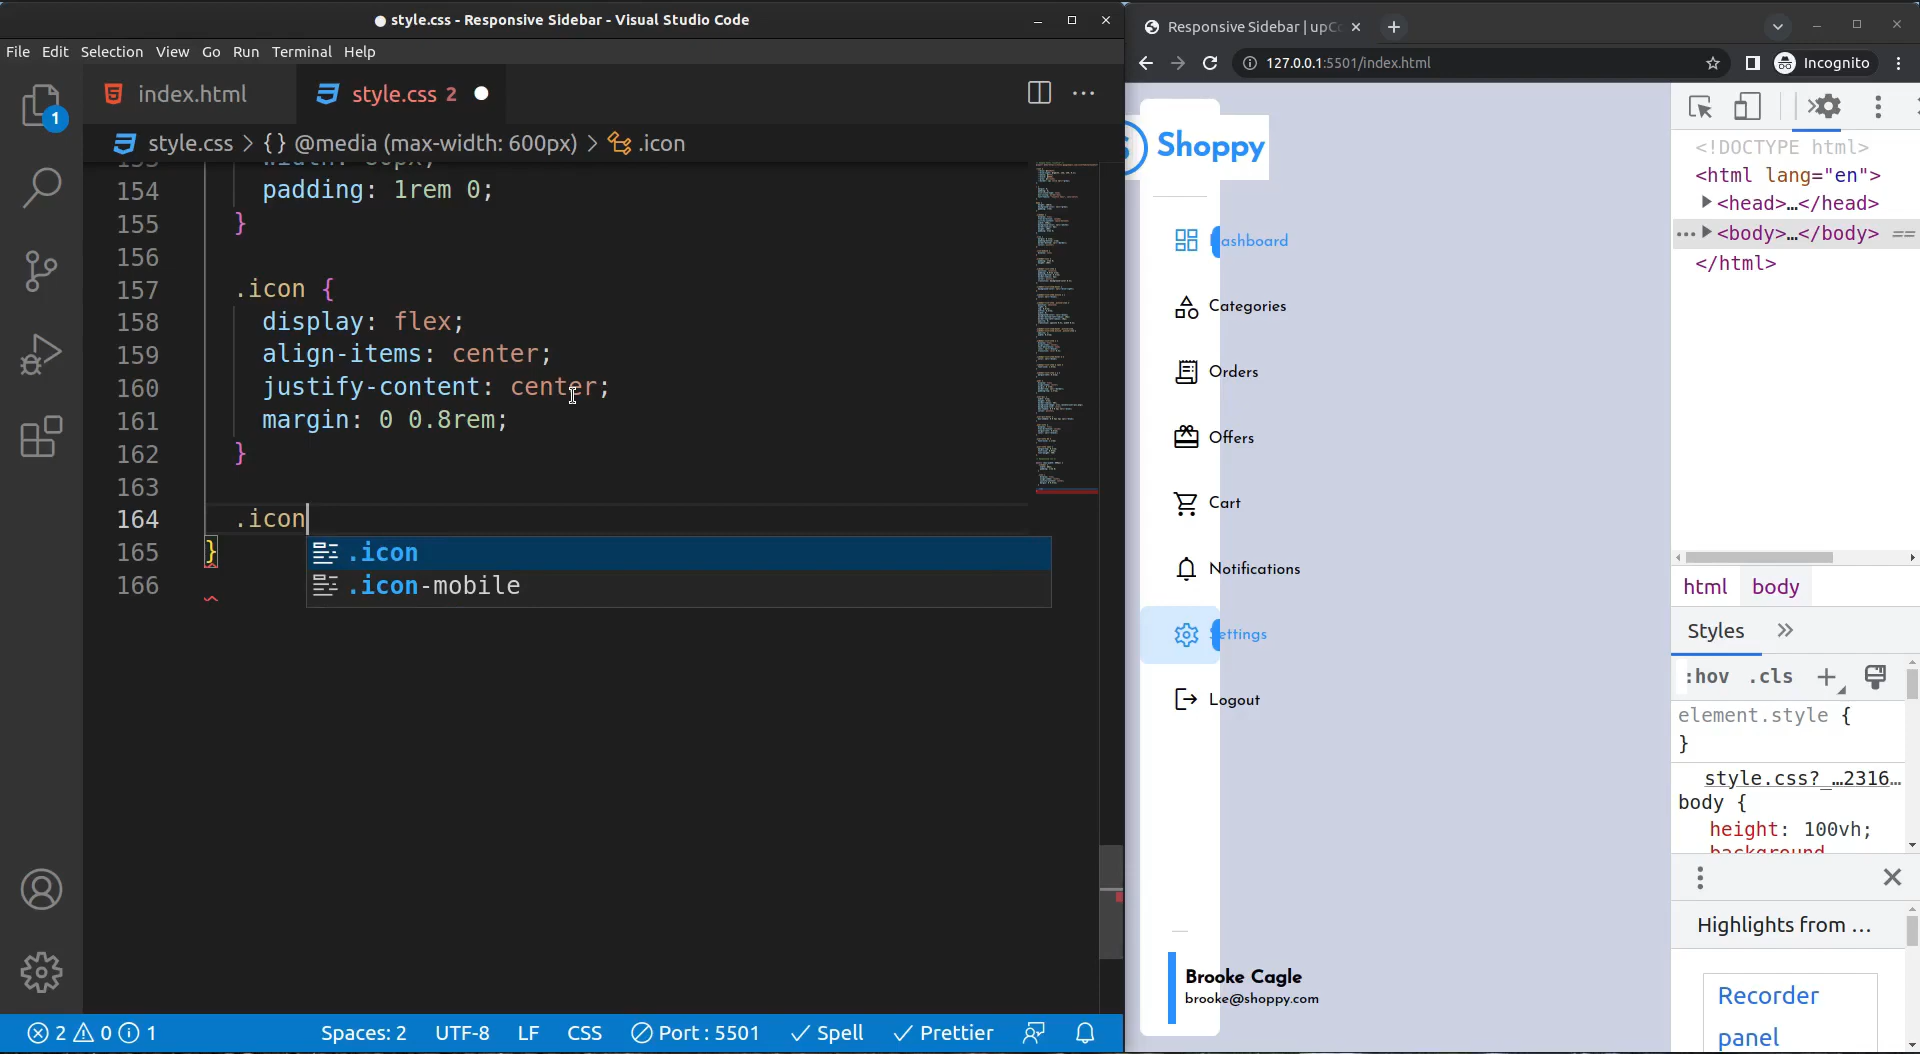 ● style.css - Responsive Sidebar - Visual Studio Code
File Edit Selection View Go Run Terminal Help
index.html
style.css 2
style.css > {} @media (max-width: 600px) > .icon
1
154 padding: 1rem 0;
155 }
156
157 .icon {
158 display: flex;
159 align-items: center;
160 justify-content: center;
161 margin: 0 0.8rem;
162 }
163
164 .icon
165 }
166
.icon
.icon-mobile
2 0 1
Spaces: 2 UTF-8 LF CSS Port : 5501 Spell Prettier
Responsive Sidebar | upC
127.0.0.1:5501/index.html
Incognito
Shoppy
ashboard
Categories
Orders
Offers
Cart
Notifications
ettings
Logout
Brooke Cagle
brooke@shoppy.com
<!DOCTYPE html>
<html lang="en">
<head>…</head>
<body>…</body> ==
</html>
html body
Styles
:hov .cls
element.style {
}
style.css?_…2316…
body {
height: 100vh;
Highlights from …
Recorder
panel